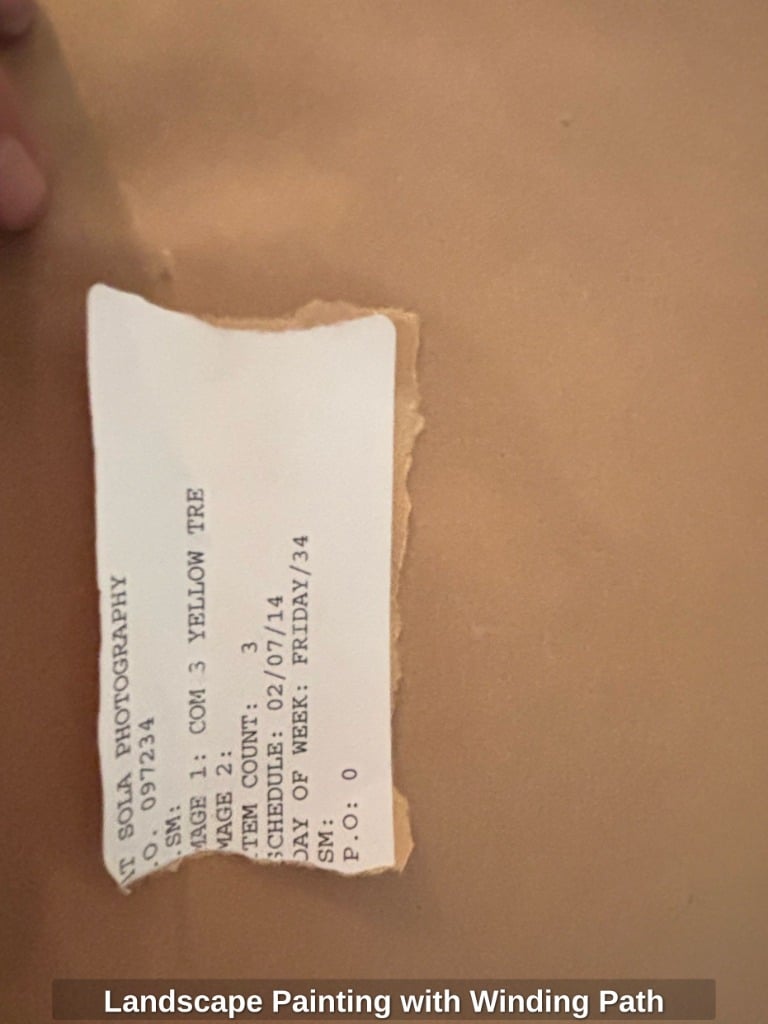 AT SOLA PHOTOGRAPHY
.O. 097234
.SM:
MAGE 1: COM 3 YELLOW TRE
MAGE 2:
TEM COUNT: 3
SCHEDULE: 02/07/14
DAY OF WEEK: FRIDAY/34
SM:
P.O: 0
Landscape Painting with Winding Path